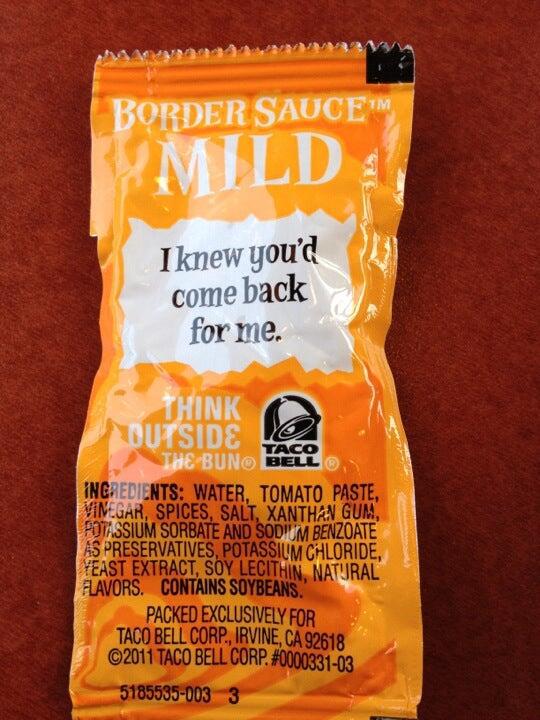 BORDER SAUCE™
MILD
I knew you'd
come back
for me.
THINK
OUTSIDE
THE BUN®
TACO
BELL®
INGREDIENTS: WATER, TOMATO PASTE,
VINEGAR, SPICES, SALT, XANTHAN GUM,
POTASSIUM SORBATE AND SODIUM BENZOATE
AS PRESERVATIVES, POTASSIUM CHLORIDE,
YEAST EXTRACT, SOY LECITHIN, NATURAL
FLAVORS. CONTAINS SOYBEANS.
PACKED EXCLUSIVELY FOR
TACO BELL CORP., IRVINE, CA 92618
©2011 TACO BELL CORP. #0000331-03
5185535-003 3